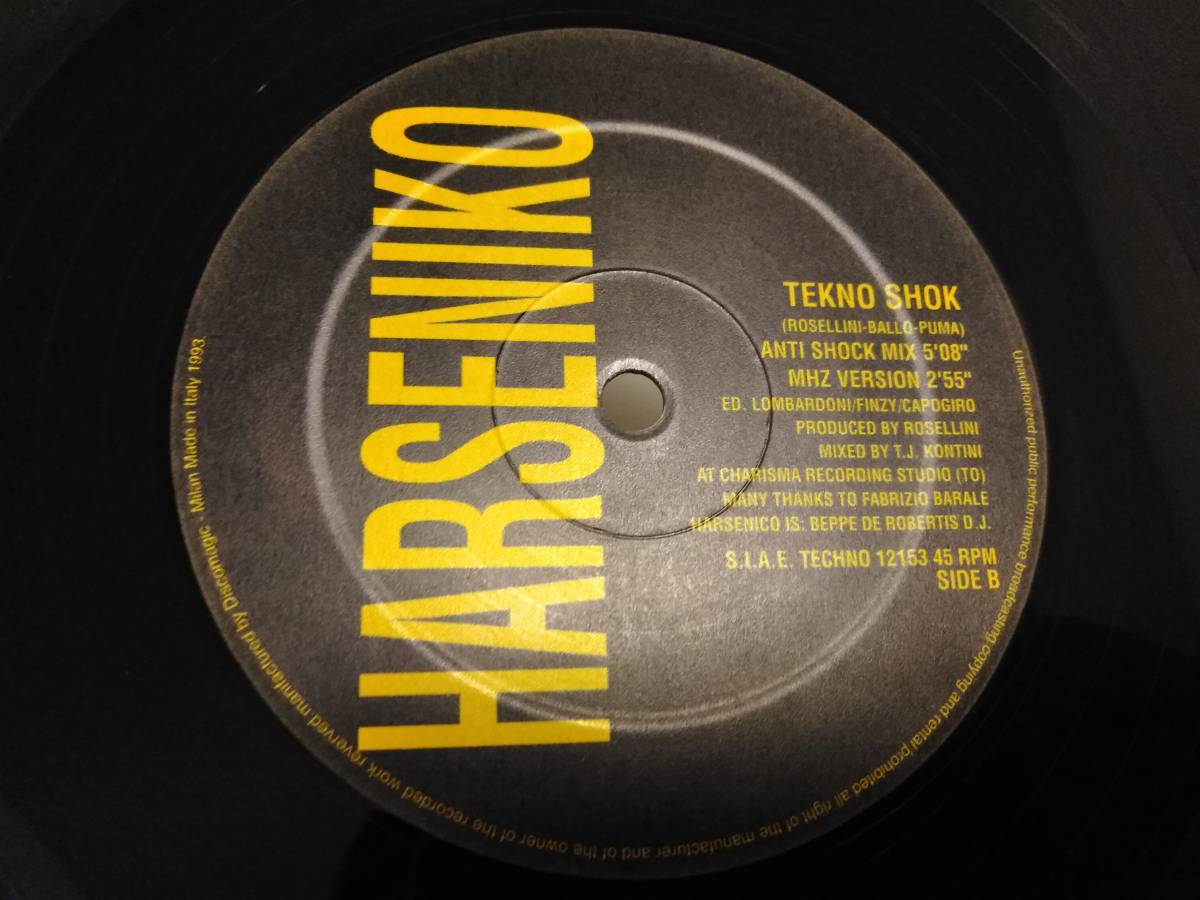 HARSENIKO
TEKNO SHOK
(ROSELLINI-BALLO-PUMA)
ANTI SHOCK MIX 5'08"
MHZ VERSION 2'55"
ED. LOMBARDONI/FINZY/CAPOGIRO
PRODUCED BY ROSELLINI
MIXED BY T.J. KONTINI
AT CHARISMA RECORDING STUDIO (TO)
MANY THANKS TO FABRIZIO BARALE
HARSENICO IS: BEPPE DE ROBERTIS D.J.
S.I.A.E. TECHNO 12153 45 RPM
SIDE B
Unauthorized public performance broadcasting copying and rental prohibited all right of the manufacturer and of the owner of the recorded work reverved manifactured by Discomagic - Milan Made in Italy 1993.